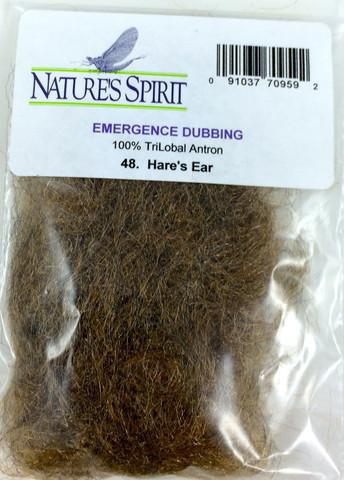 NATURE'S SPIRIT
0 91037 70959 2
EMERGENCE DUBBING
100% TriLobal Antron
48. Hare's Ear